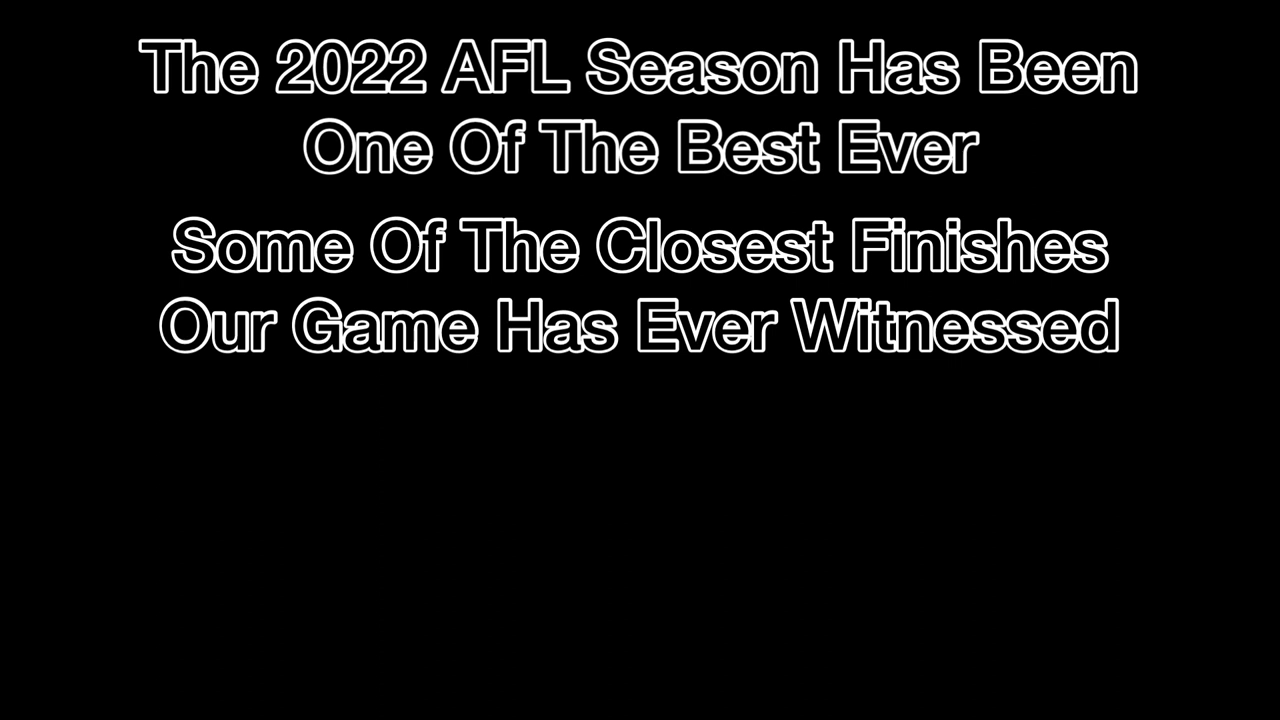 The 2022 AFL Season Has Been
One Of The Best Ever
Some Of The Closest Finishes
Our Game Has Ever Witnessed